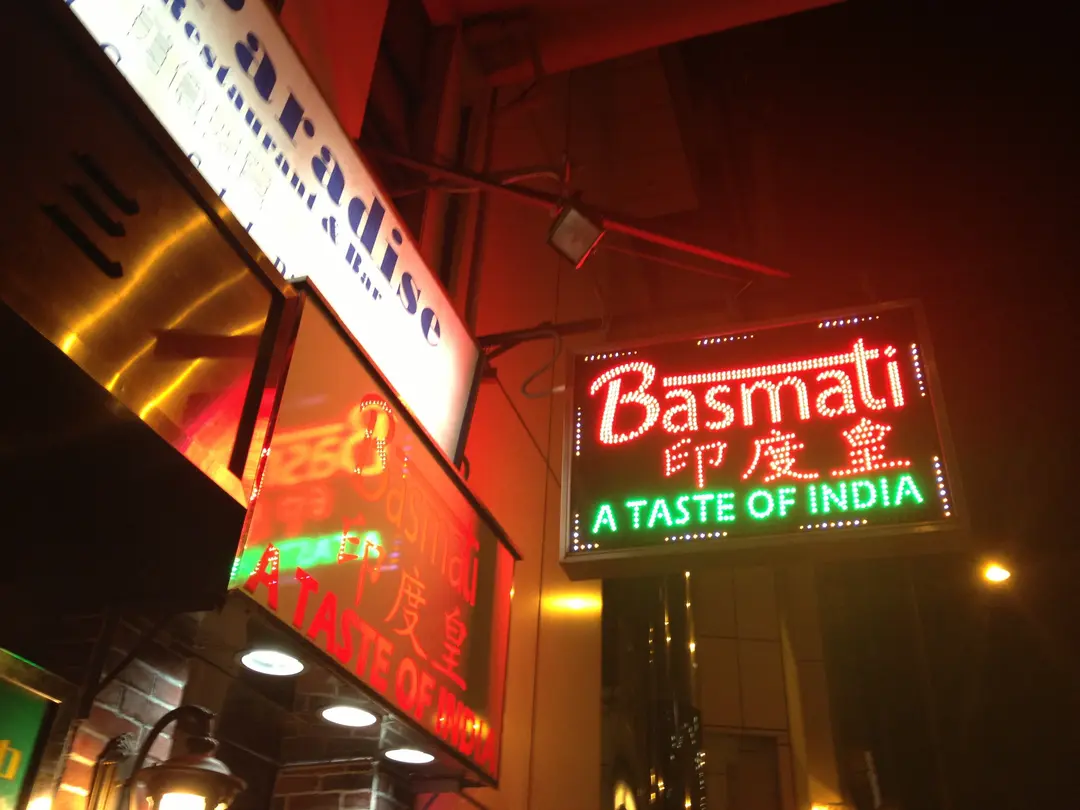 aradise
Restaurant & Bar
Basmati
印度皇
A TASTE OF INDIA
Basmati
印度皇
A TASTE OF INDIA